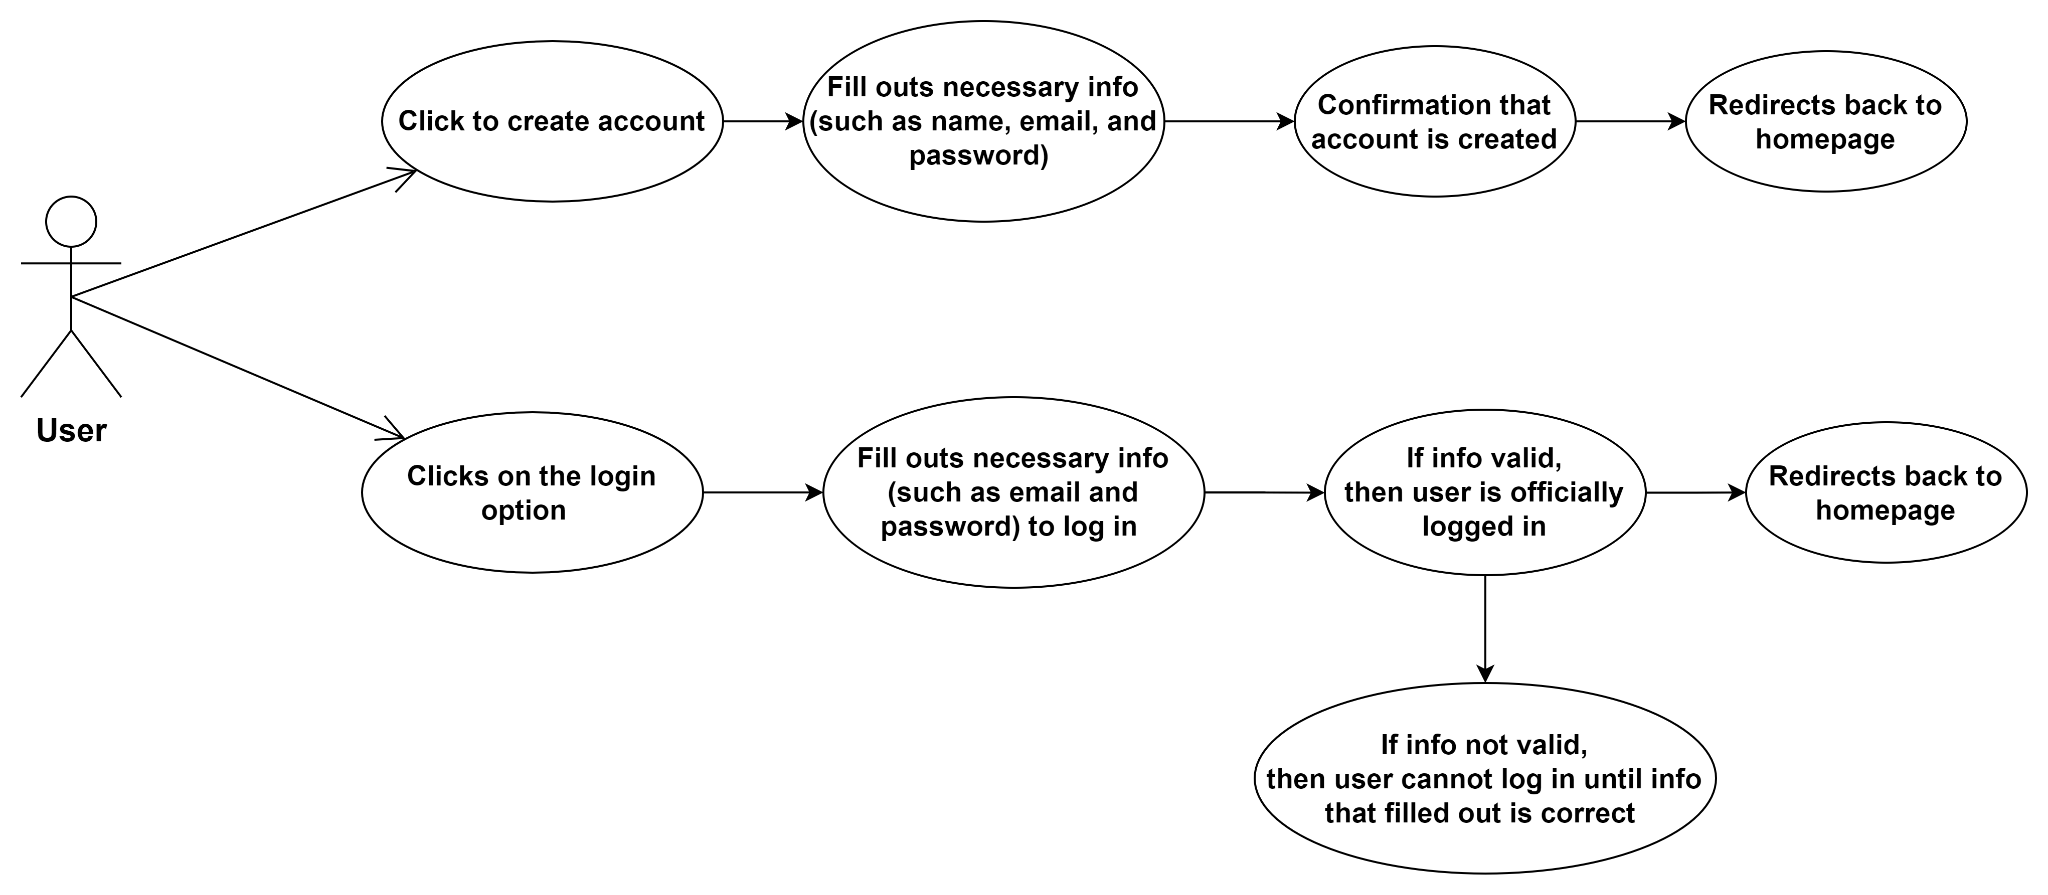 Click to create account
Fill outs necessary info
(such as name, email, and
password)
Confirmation that
account is created
Redirects back to
homepage
User
Clicks on the login
option
Fill outs necessary info
(such as email and
password) to log in
If info valid,
then user is officially
logged in
Redirects back to
homepage
If info not valid,
then user cannot log in until info
that filled out is correct